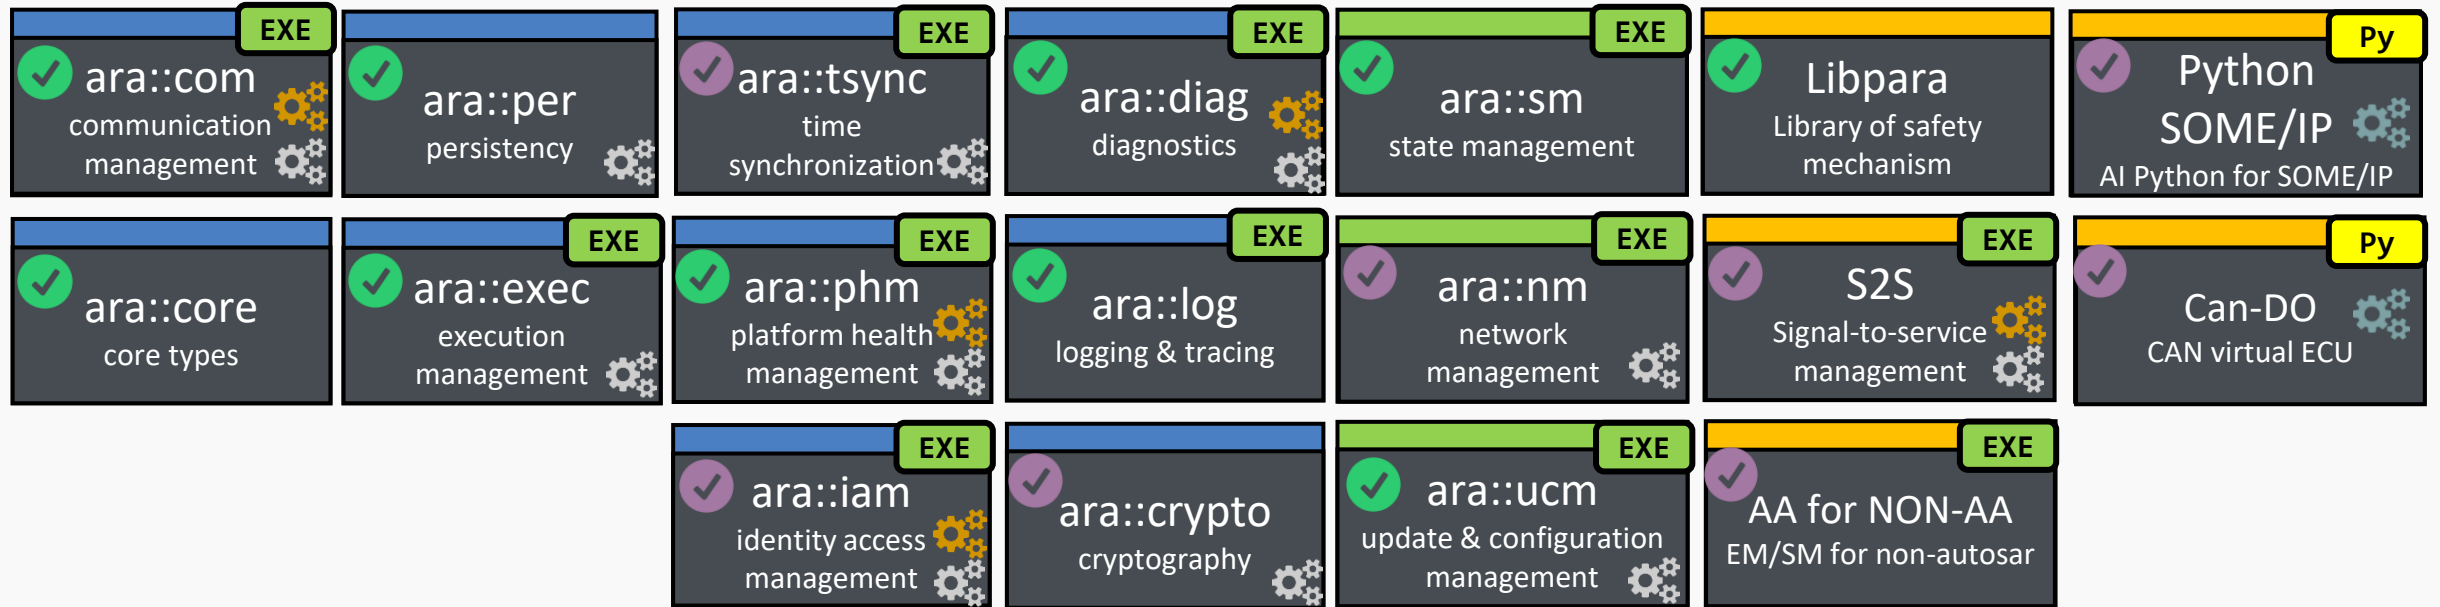 EXE
ara::com
communication
management
ara::per
persistency
EXE
ara::tsync
time
synchronization
EXE
ara::diag
diagnostics
EXE
ara::sm
state management
Libpara
Library of safety
mechanism
Py
Python
SOME/IP
AI Python for SOME/IP
ara::core
core types
EXE
ara::exec
execution
management
EXE
ara::phm
platform health
management
EXE
ara::log
logging & tracing
EXE
ara::nm
network
management
EXE
S2S
Signal-to-service
management
Py
Can-DO
CAN virtual ECU
EXE
ara::iam
identity access
management
ara::crypto
cryptography
EXE
ara::ucm
update & configuration
management
EXE
AA for NON-AA
EM/SM for non-autosar